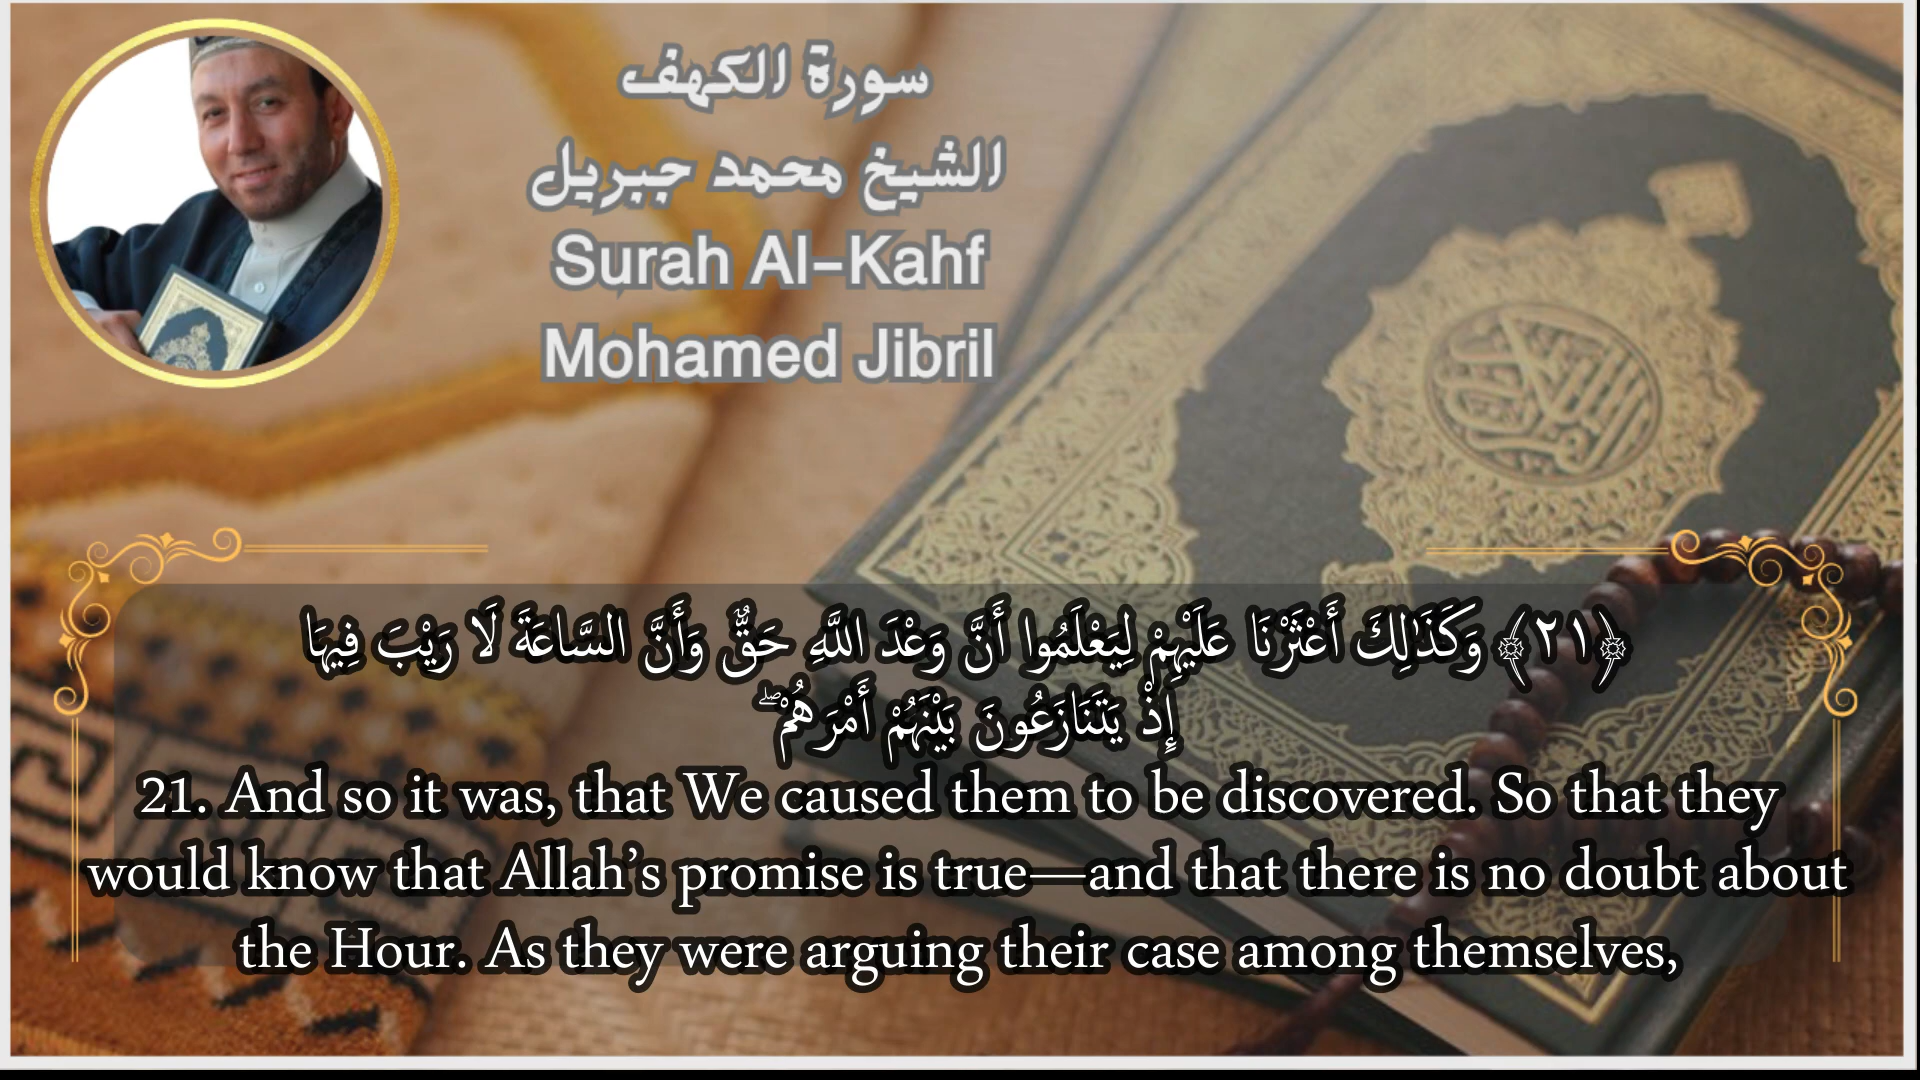 سورة الكهف
الشيخ محمد جبريل
Surah Al-Kahf
Mohamed Jibril
﴿٢١﴾ وَكَذَٰلِكَ أَعْثَرْنَا عَلَيْهِمْ لِيَعْلَمُوا أَنَّ وَعْدَ اللَّهِ حَقٌّ وَأَنَّ السَّاعَةَ لَا رَيْبَ فِيهَا
إِذْ يَتَنَازَعُونَ بَيْنَهُمْ أَمْرَهُمْ ۖ
21. And so it was, that We caused them to be discovered. So that they
would know that Allah’s promise is true—and that there is no doubt about
the Hour. As they were arguing their case among themselves,